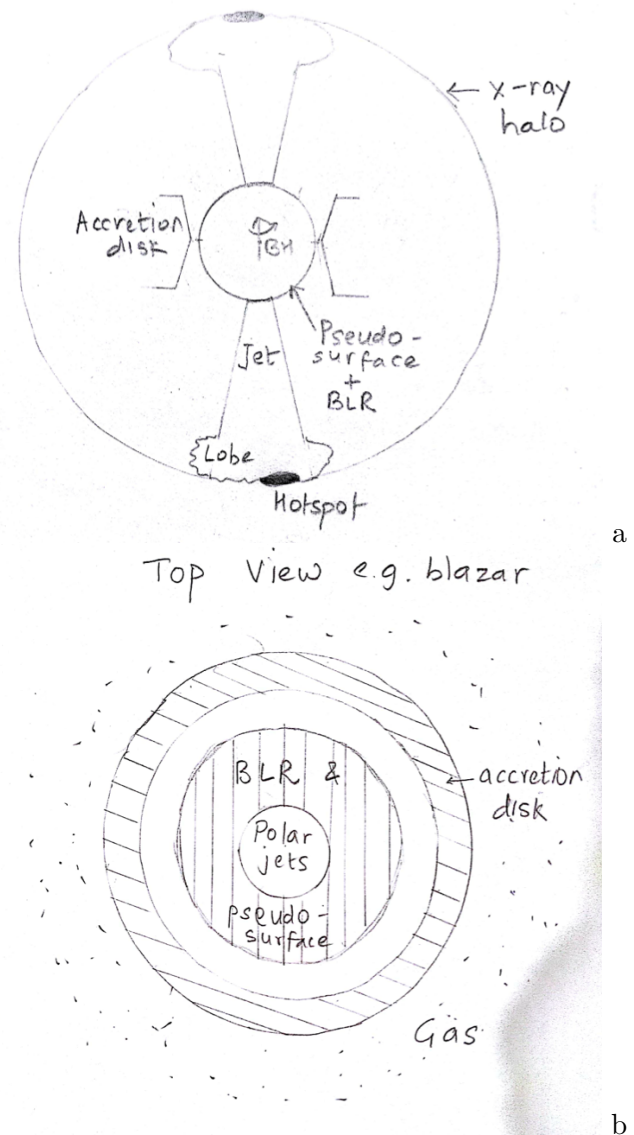 x-ray
halo
Accretion
disk
BH
Pseudo-
surface
+
BLR
Jet
Lobe
Hotspot
a
Top View e.g. blazar
BLR &
Polar
jets
pseudo-
surface
accretion
disk
Gas
b